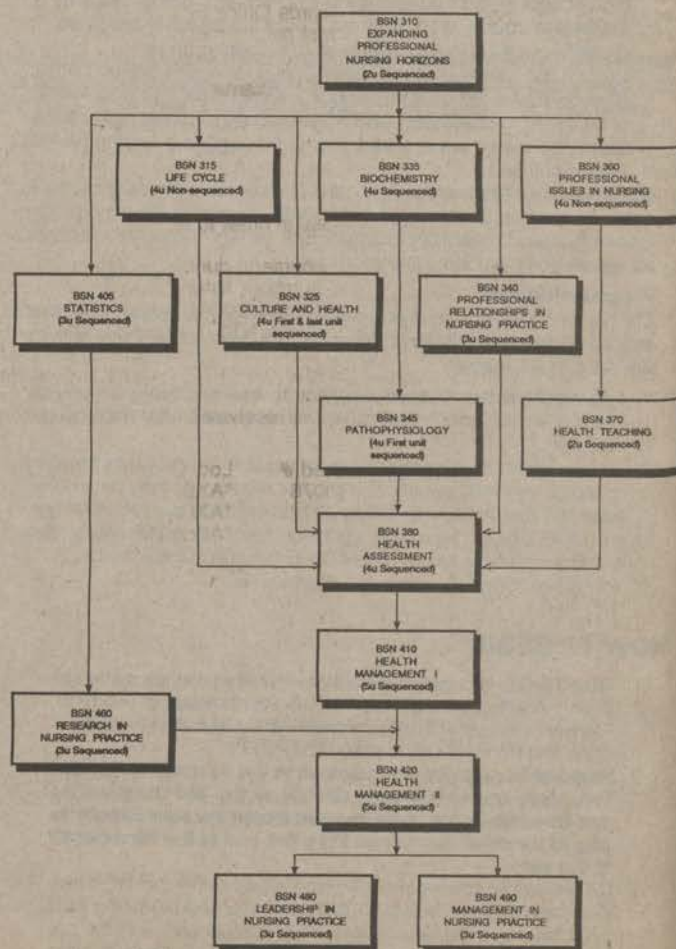 BSN 310
EXPANDING
PROFESSIONAL
NURSING HORIZONS
(2u Sequenced)
BSN 315
LIFE CYCLE
(4u Non-sequenced)
BSN 335
BIOCHEMISTRY
(4u Sequenced)
BSN 360
PROFESSIONAL
ISSUES IN NURSING
(4u Non-sequenced)
BSN 405
STATISTICS
(3u Sequenced)
BSN 325
CULTURE AND HEALTH
(4u First & last unit
sequenced)
BSN 340
PROFESSIONAL
RELATIONSHIPS IN
NURSING PRACTICE
(3u Sequenced)
BSN 345
PATHOPHYSIOLOGY
(4u First unit
sequenced)
BSN 370
HEALTH TEACHING
(2u Sequenced)
BSN 380
HEALTH
ASSESSMENT
(4u Sequenced)
BSN 410
HEALTH
MANAGEMENT I
(5u Sequenced)
BSN 460
RESEARCH IN
NURSING PRACTICE
(3u Sequenced)
BSN 420
HEALTH
MANAGEMENT II
(5u Sequenced)
BSN 480
LEADERSHIP IN
NURSING PRACTICE
(3u Sequenced)
BSN 490
MANAGEMENT IN
NURSING PRACTICE
(3u Sequenced)